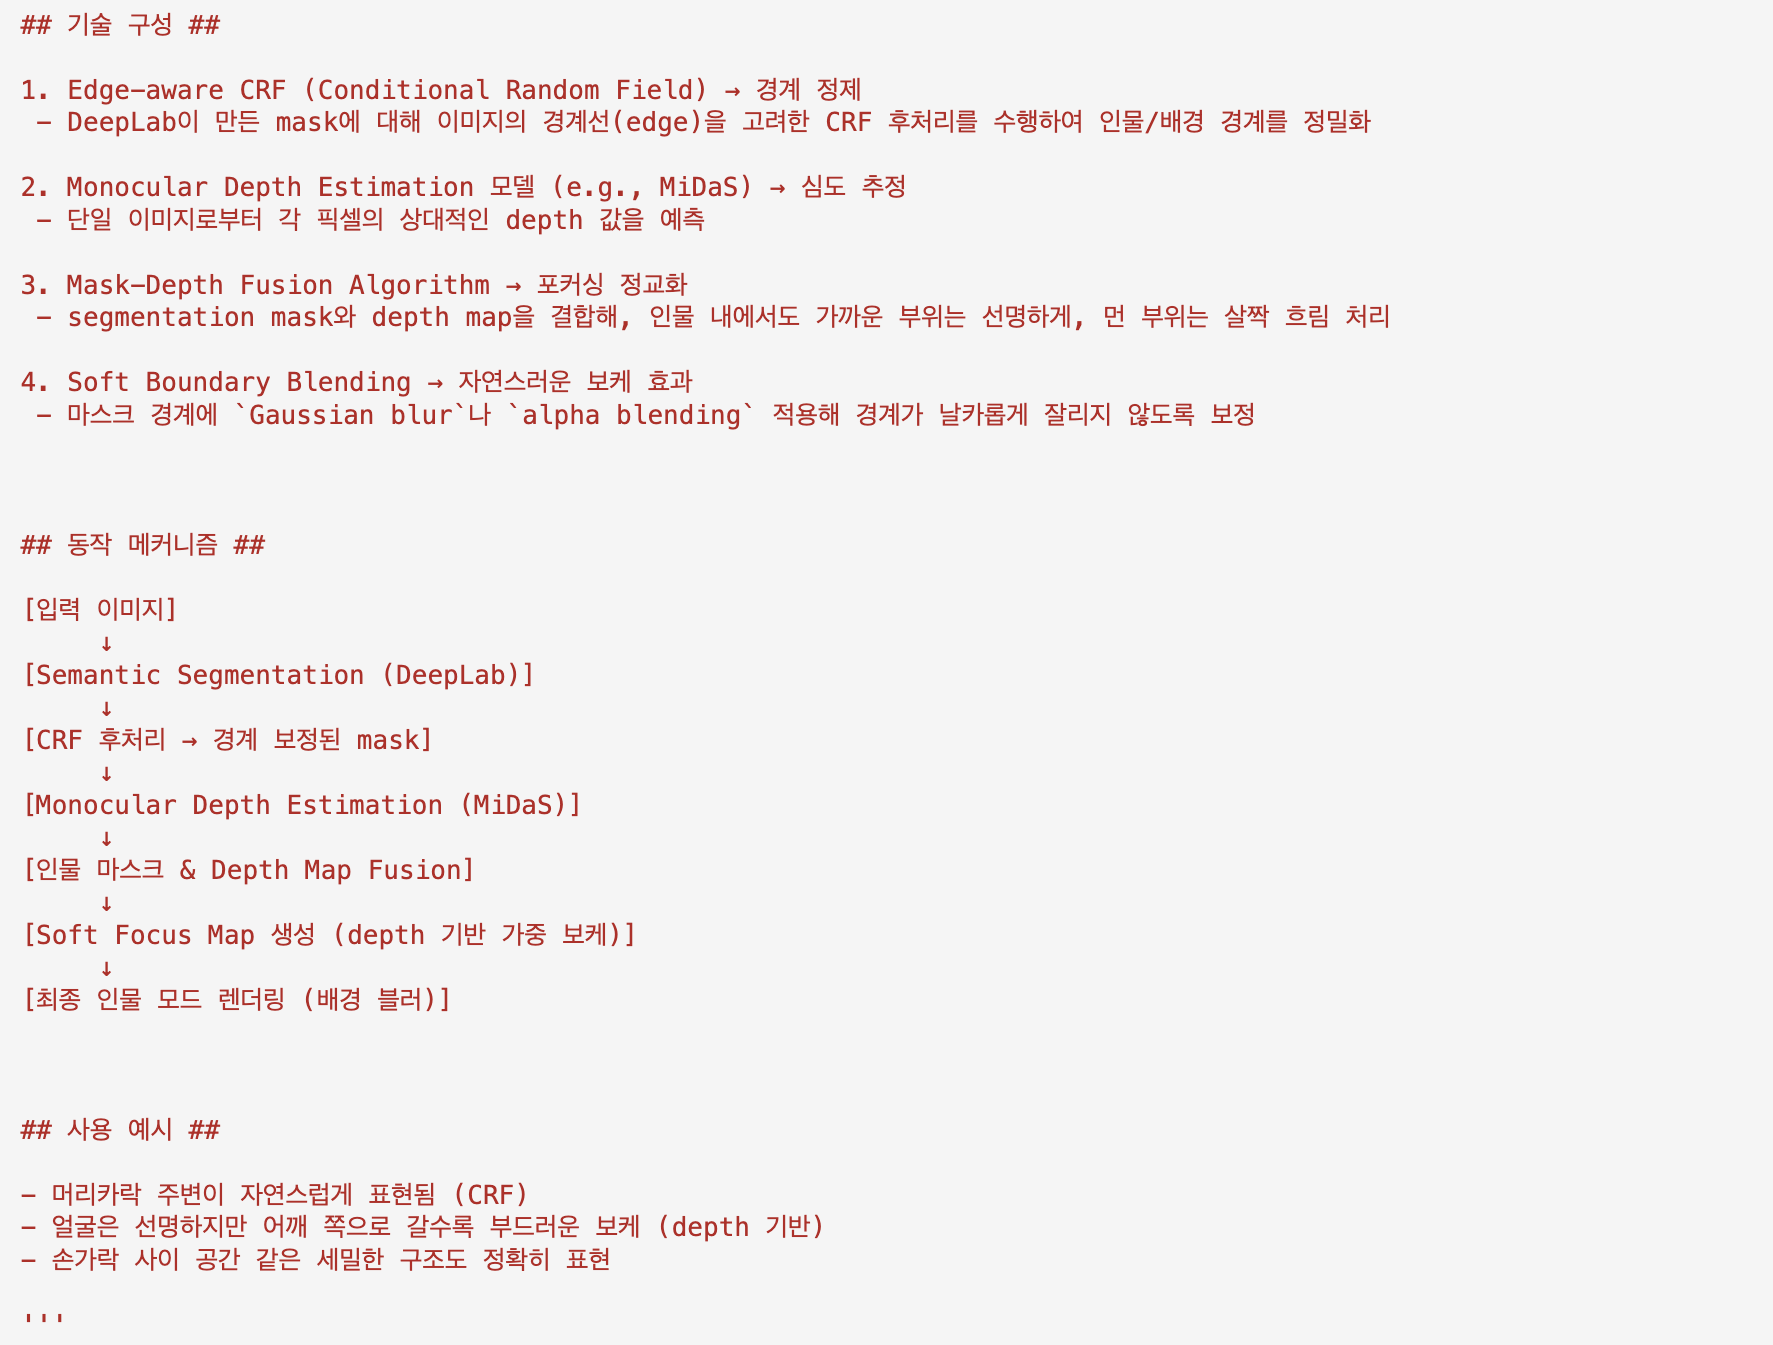 ## 기술 구성 ##
1. Edge-aware CRF (Conditional Random Field) → 경계 정제
- DeepLab이 만든 mask에 대해 이미지의 경계선(edge)을 고려한 CRF 후처리를 수행하여 인물/배경 경계를 정밀화
2. Monocular Depth Estimation 모델 (e.g., MiDaS) → 심도 추정
- 단일 이미지로부터 각 픽셀의 상대적인 depth 값을 예측
3. Mask-Depth Fusion Algorithm → 포커싱 정교화
- segmentation mask와 depth map을 결합해, 인물 내에서도 가까운 부위는 선명하게, 먼 부위는 살짝 흐림 처리
4. Soft Boundary Blending → 자연스러운 보케 효과
- 마스크 경계에 `Gaussian blur`나 `alpha blending` 적용해 경계가 날카롭게 잘리지 않도록 보정
## 동작 메커니즘 ##
[입력 이미지]
↓
[Semantic Segmentation (DeepLab)]
↓
[CRF 후처리 → 경계 보정된 mask]
↓
[Monocular Depth Estimation (MiDaS)]
↓
[인물 마스크 & Depth Map Fusion]
↓
[Soft Focus Map 생성 (depth 기반 가중 보케)]
↓
[최종 인물 모드 렌더링 (배경 블러)]
## 사용 예시 ##
- 머리카락 주변이 자연스럽게 표현됨 (CRF)
- 얼굴은 선명하지만 어깨 쪽으로 갈수록 부드러운 보케 (depth 기반)
- 손가락 사이 공간 같은 세밀한 구조도 정확히 표현
'''